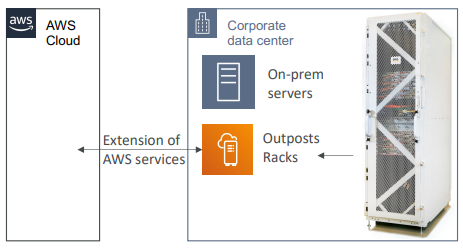 aws
AWS
Cloud
Corporate
data center
On-prem
servers
Extension of
AWS services
Outposts
Racks